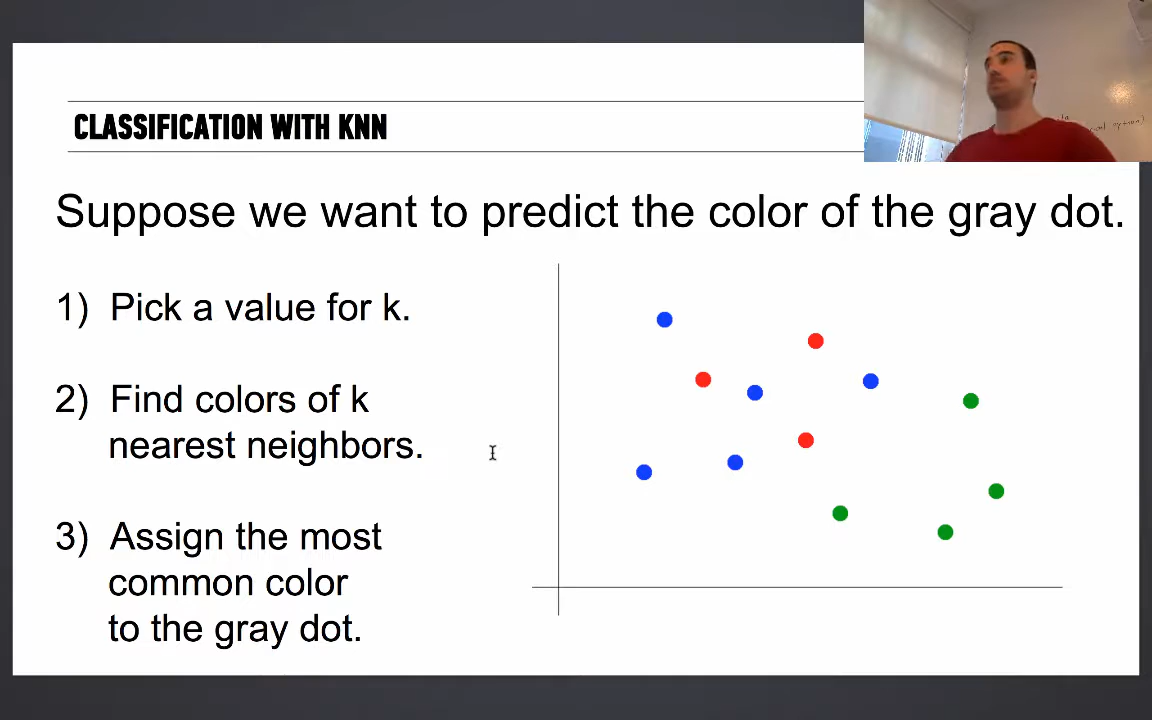 CLASSIFICATION WITH KNN
Suppose we want to predict the color of the gray dot.
1) Pick a value for k.
2) Find colors of k
nearest neighbors.
3) Assign the most
common color
to the gray dot.
option)